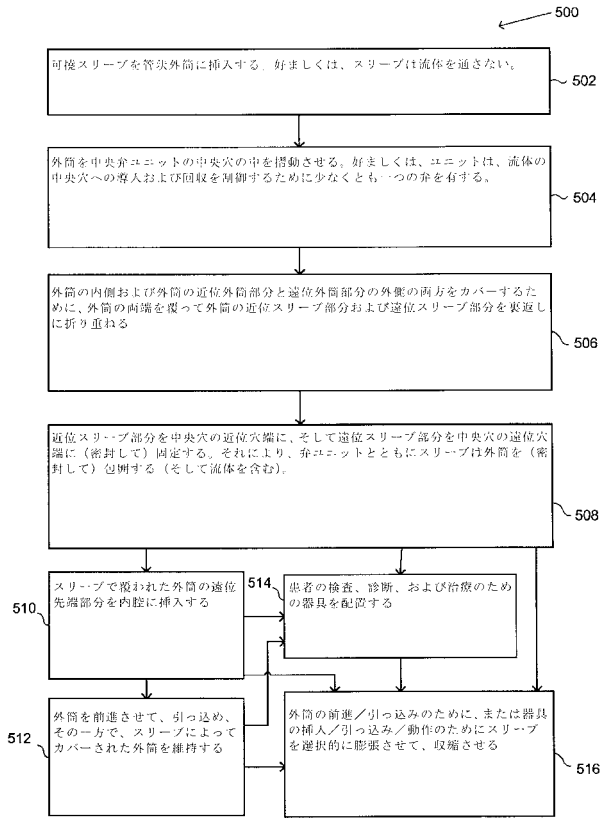 500
可撓スリーブを管状外筒に挿入する。好ましくは、スリーブは流体を通さない。
502
外筒を中央弁ユニットの中央穴の中を摺動させる。好ましくは、ユニットは、流体の
中央穴への導入および回収を制御するために少なくとも一つの弁を有する。
504
外筒の内側および外筒の近位外筒部分と遠位外筒部分の外側の両方をカバーするた
めに、外筒の両端を覆って外筒の近位スリーブ部分および遠位スリーブ部分を裏返し
に折り重ねる
506
近位スリーブ部分を中央穴の近位穴端に、そして遠位スリーブ部分を中央穴の遠位穴
端に（密封して）固定する。それにより、弁ユニットとともにスリーブは外筒を（密
封して）包囲する（そして流体を含む）。
508
スリーブで覆われた外筒の遠位
先端部分を内腔に挿入する
510
514
患者の検査、診断、および治療のため
の器具を配置する
外筒を前進させて、引っ込め、
その一方で、スリーブによって
カバーされた外筒を維持する
512
外筒の前進／引っ込みのために、または器具の
挿入／引っ込み／動作のためにスリーブ
を選択的に膨張させて、収縮させる
516